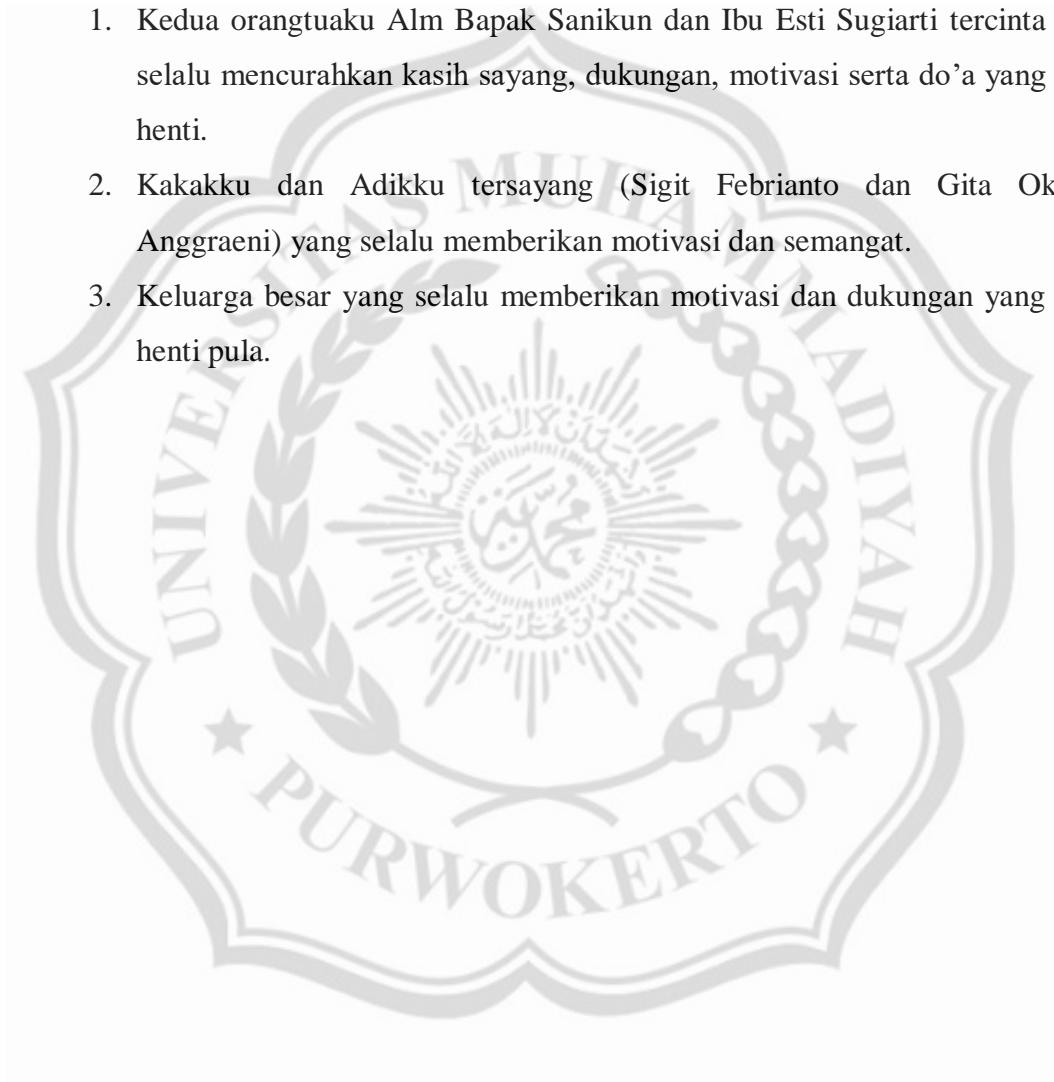 1. Kedua orangtuaku Alm Bapak Sanikun dan Ibu Esti Sugiarti tercinta
selalu mencurahkan kasih sayang, dukungan, motivasi serta do’a yang
henti.
2. Kakakku dan Adikku tersayang (Sigit Febrianto dan Gita Ok
Anggraeni) yang selalu memberikan motivasi dan semangat.
3. Keluarga besar yang selalu memberikan motivasi dan dukungan yang
henti pula.
UNIVERSITAS MUHAMMADIYAH
PURWOKERTO